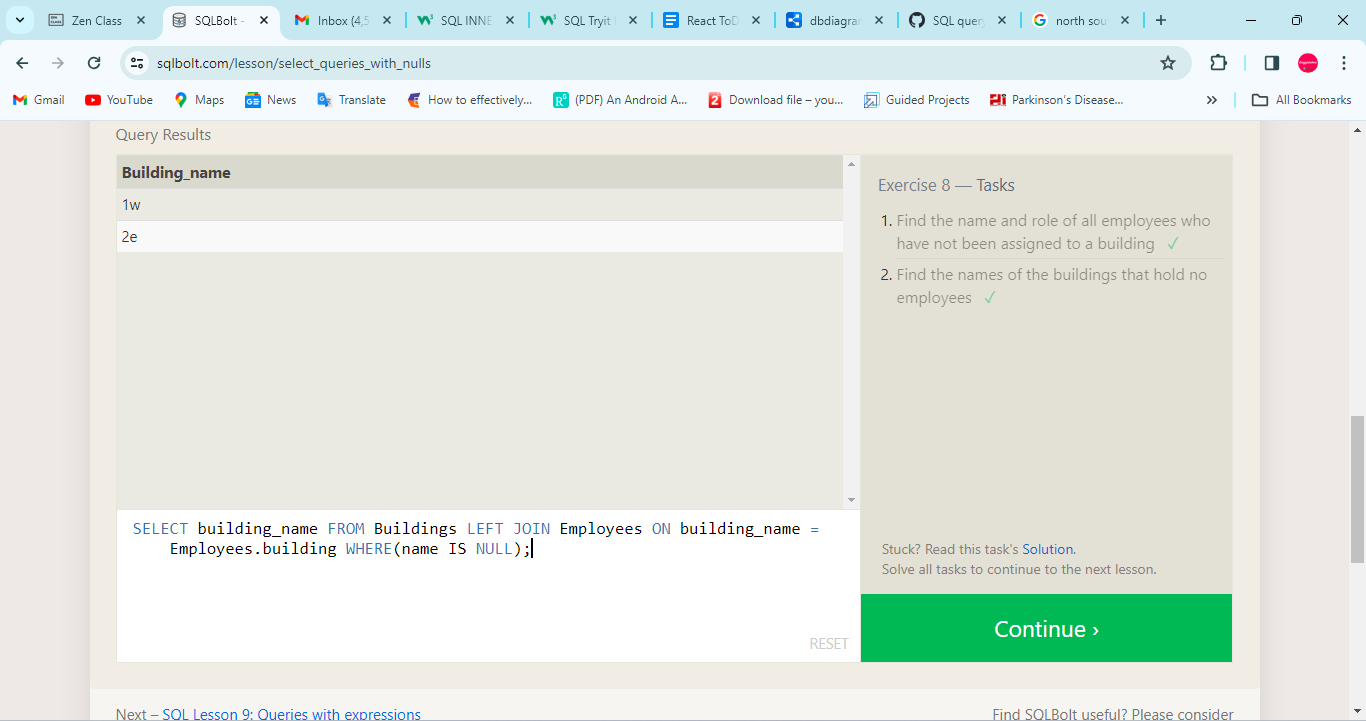 Zen Class
SQLBolt -
Inbox (4,5
SQL INNE
SQL Tryit
React ToD
dbdiagran
SQL query
north sou
sqlbolt.com/lesson/select_queries_with_nulls
Gmail
YouTube
Maps
News
Translate
How to effectively...
(PDF) An Android A...
Download file – you...
Guided Projects
Parkinson's Disease...
»
All Bookmarks
Query Results
Building_name
1w
2e
SELECT building_name FROM Buildings LEFT JOIN Employees ON building_name =
Employees.building WHERE(name IS NULL);
RESET
Exercise 8 — Tasks
1. Find the name and role of all employees who
have not been assigned to a building ✓
2. Find the names of the buildings that hold no
employees ✓
Stuck? Read this task's Solution.
Solve all tasks to continue to the next lesson.
Continue ›
Next – SQL Lesson 9: Queries with expressions
Find SQLBolt useful? Please consider